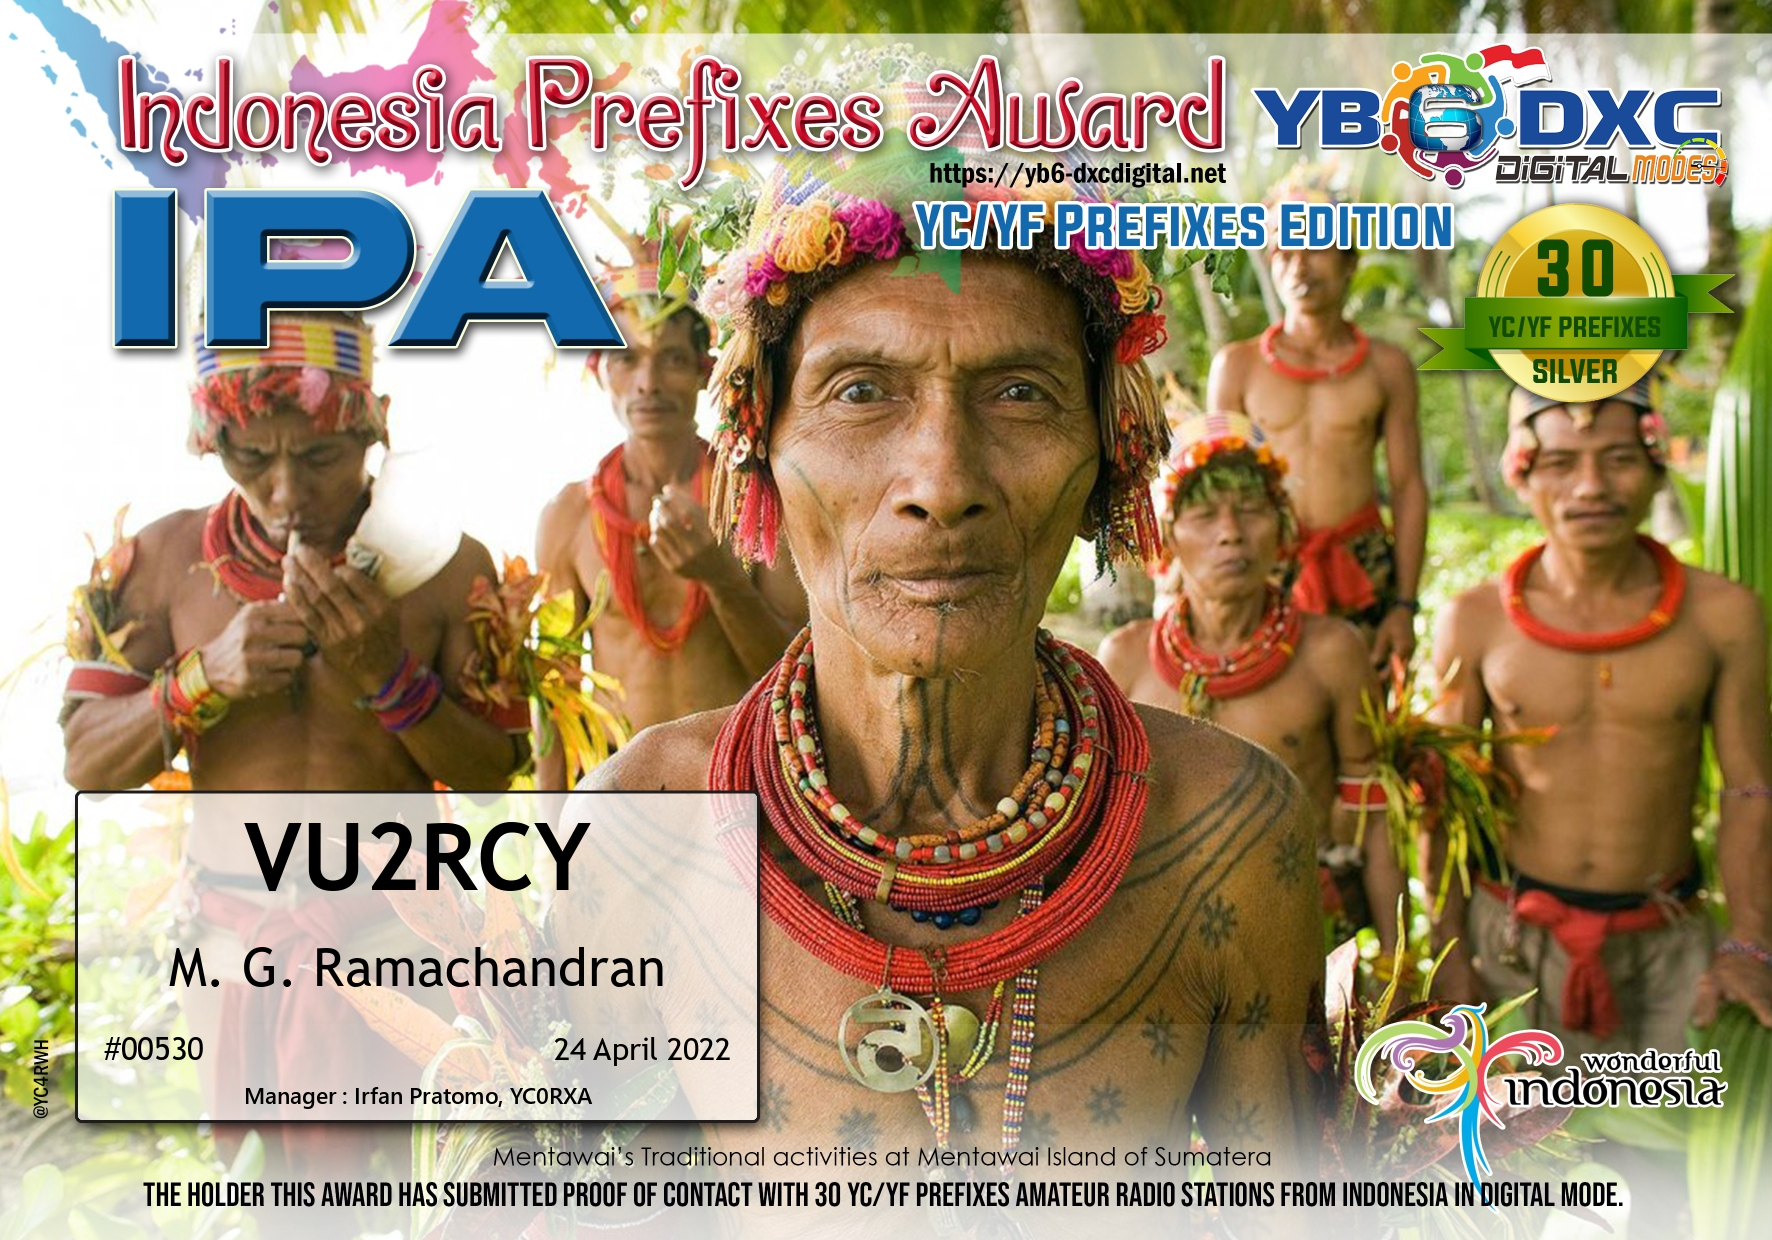 Indonesia Prefixes Award
YB6DXC
DIGITAL MODES
https://yb6-dxcdigital.net
IPA
YC/YF PREFIXES EDITION
30
YC/YF PREFIXES
SILVER
VU2RCY
M. G. Ramachandran
#00530 24 April 2022
Manager : Irfan Pratomo, YC0RXA
@YC4RWH
wonderful
indonesia
Mentawai's Traditional activities at Mentawai Island of Sumatera
THE HOLDER THIS AWARD HAS SUBMITTED PROOF OF CONTACT WITH 30 YC/YF PREFIXES AMATEUR RADIO STATIONS FROM INDONESIA IN DIGITAL MODE.